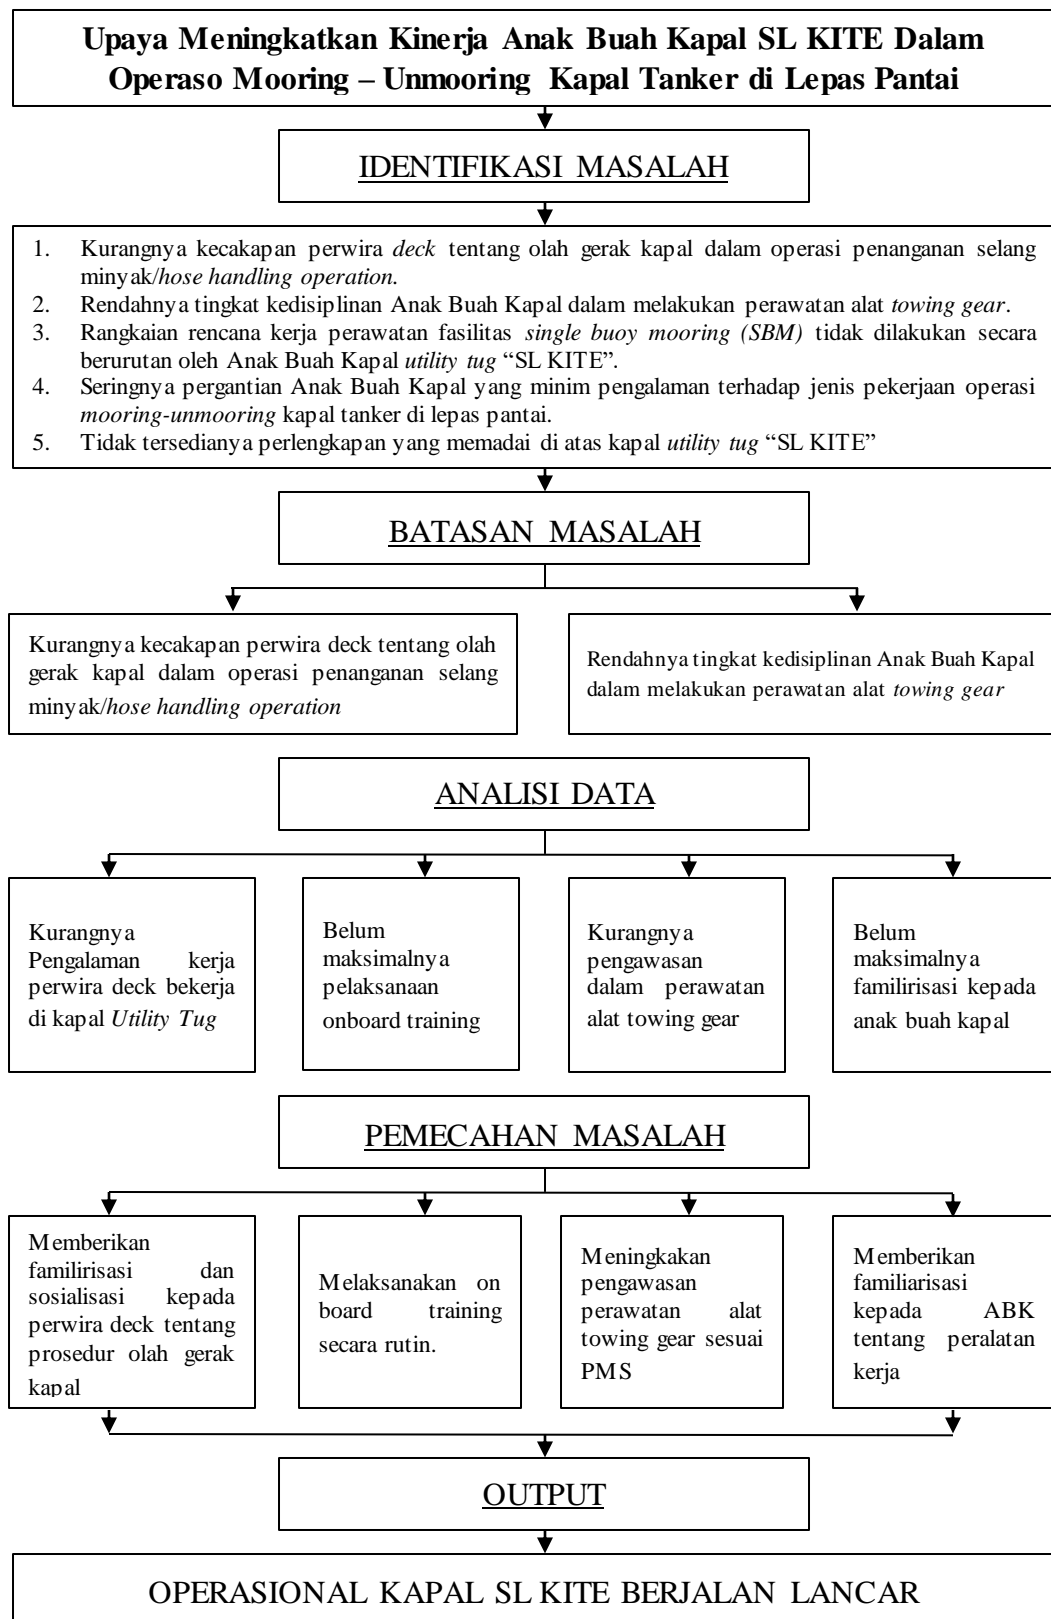 Upaya Meningkatkan Kinerja Anak Buah Kapal SL KITE Dalam
Operaso Mooring – Unmooring Kapal Tanker di Lepas Pantai
IDENTIFIKASI MASALAH
1. Kurangnya kecakapan perwira deck tentang olah gerak kapal dalam operasi penanganan selang
minyak/hose handling operation.
2. Rendahnya tingkat kedisiplinan Anak Buah Kapal dalam melakukan perawatan alat towing gear.
3. Rangkaian rencana kerja perawatan fasilitas single buoy mooring (SBM) tidak dilakukan secara
berurutan oleh Anak Buah Kapal utility tug “SL KITE”.
4. Seringnya pergantian Anak Buah Kapal yang minim pengalaman terhadap jenis pekerjaan operasi
mooring-unmooring kapal tanker di lepas pantai.
5. Tidak tersedianya perlengkapan yang memadai di atas kapal utility tug “SL KITE”
BATASAN MASALAH
Kurangnya kecakapan perwira deck tentang olah
gerak kapal dalam operasi penanganan selang
minyak/hose handling operation
Rendahnya tingkat kedisiplinan Anak Buah Kapal
dalam melakukan perawatan alat towing gear
ANALISI DATA
Kurangnya
Pengalaman kerja
perwira deck bekerja
di kapal Utility Tug
Belum
maksimalnya
pelaksanaan
onboard training
Kurangnya
pengawasan
dalam perawatan
alat towing gear
Belum
maksimalnya
familirisasi kepada
anak buah kapal
PEMECAHAN MASALAH
Memberikan
familirisasi dan
sosialisasi kepada
perwira deck tentang
prosedur olah gerak
kapal
Melaksanakan on
board training
secara rutin.
Meningkakan
pengawasan
perawatan alat
towing gear sesuai
PMS
Memberikan
familiarisasi
kepada ABK
tentang peralatan
kerja
OUTPUT
OPERASIONAL KAPAL SL KITE BERJALAN LANCAR